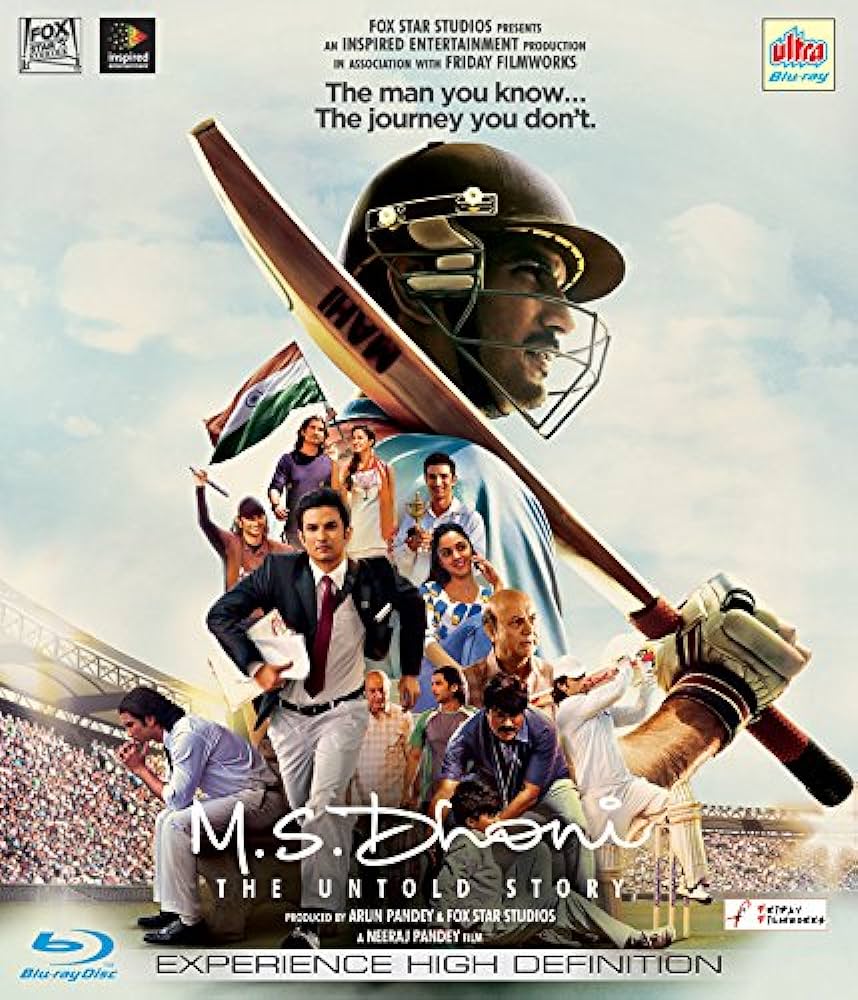 FOX
STAR
STUDIOS
inspired
entertainment
FOX STAR STUDIOS PRESENTS
AN INSPIRED ENTERTAINMENT PRODUCTION
IN ASSOCIATION WITH FRIDAY FILMWORKS
ultra
Blu-ray
The man you know...
The journey you don't.
MAHI
M.S.Dhoni
THE UNTOLD STORY
PRODUCED BY ARUN PANDEY & FOX STAR STUDIOS
A NEERAJ PANDEY FILM
f FRIDAY
FILMWORKS
Blu-ray Disc™
EXPERIENCE HIGH DEFINITION